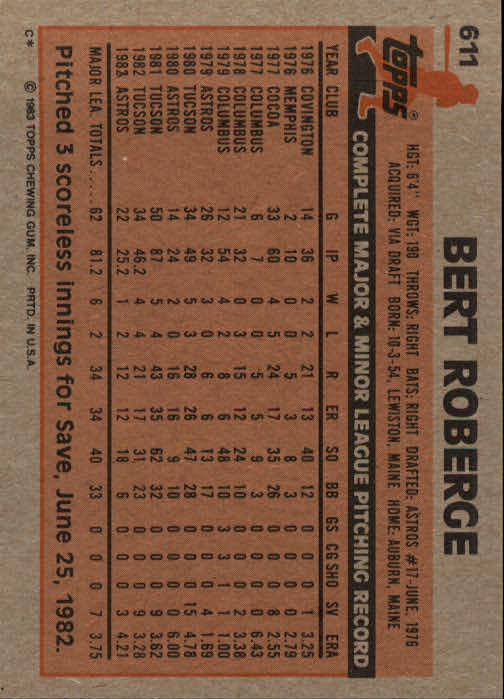 611
topps®
BERT ROBERGE
HGT: 6'4" WGT: 190 THROWS: RIGHT BATS: RIGHT DRAFTED: ASTROS #17-JUNE, 1976
ACQUIRED: VIA DRAFT BORN: 10-3-54, LEWISTON, MAINE HOME: AUBURN, MAINE
COMPLETE MAJOR & MINOR LEAGUE PITCHING RECORD
YEAR CLUB G IP W L R ER SO BB GS CG SHO SV ERA
1976 COVINGTON 14 36 2 2 21 13 40 12 0 0 0 1 3.25
1976 MEMPHIS 2 10 0 0 5 3 8 3 0 0 0 0 2.79
1977 COCOA 33 60 4 5 24 17 35 26 0 0 0 8 2.55
1977 COLUMBUS 6 7 0 0 5 5 9 3 0 0 0 0 6.43
1978 COLUMBUS 21 32 0 3 15 12 24 10 0 0 0 2 3.38
1979 COLUMBUS 12 54 4 2 8 6 48 10 3 3 1 1 1.00
1979 ASTROS 26 32 3 0 6 6 13 17 0 0 0 4 1.69
1980 TUCSON 34 49 5 3 28 26 47 28 0 0 0 15 4.78
1980 ASTROS 14 24 2 0 16 16 9 10 0 0 0 0 6.00
1981 TUCSON 50 87 5 4 43 35 62 32 0 0 0 9 3.62
1982 TUCSON 34 46.2 4 4 21 17 31 23 0 0 0 9 3.28
1982 ASTROS 22 25.2 1 2 12 12 18 6 0 0 0 3 4.21
MAJOR LEA. TOTALS..... 62 81.2 6 2 34 34 40 33 0 0 0 7 3.75
Pitched 3 scoreless innings for Save, June 25, 1982.
C* © 1983 TOPPS CHEWING GUM, INC. PRTD. IN U.S.A.